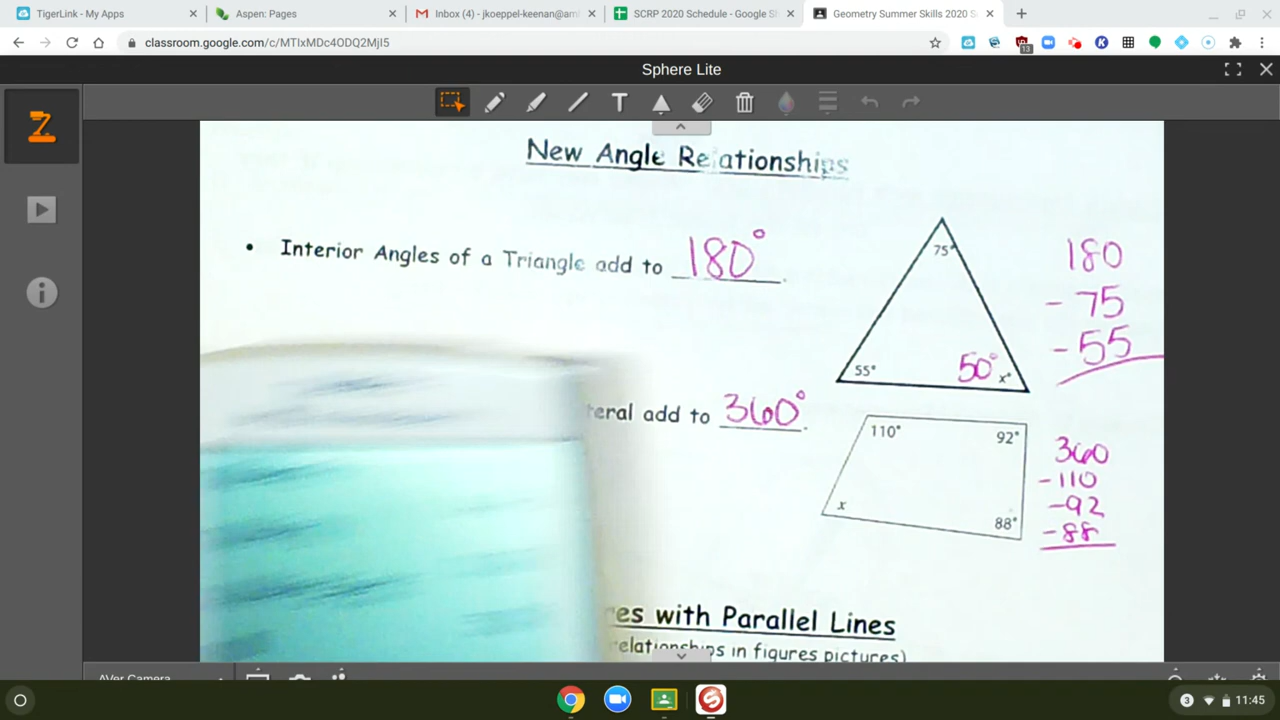 TigerLink - My Apps
Aspen: Pages
Inbox (4) - jkoeppel-keenan@am
SCRP 2020 Schedule - Google S
Geometry Summer Skills 2020 S
classroom.google.com/c/MTIxMDc4ODQ2MjI5
13
Sphere Lite
T
New Angle Relationships
• Interior Angles of a Triangle add to 180°.
75°
55°
50°
x°
180
- 75
- 55
teral add to 360°.
110°
92°
x
88°
360
-110
-92
-88
es with Parallel Lines
relationships in figures pictures)
AVer Camera
3
11:45